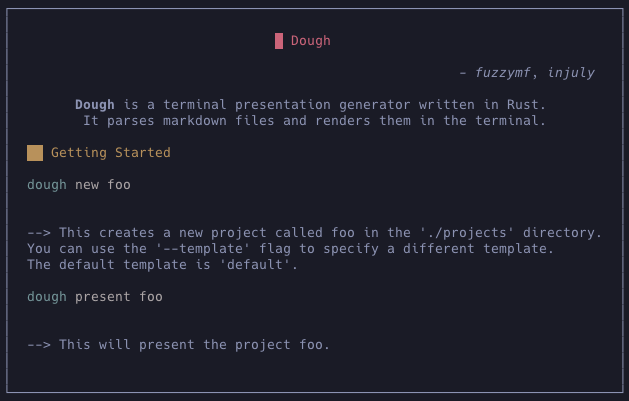 Dough
- fuzzymf, injuly
Dough is a terminal presentation generator written in Rust.
It parses markdown files and renders them in the terminal.
Getting Started
dough new foo
--> This creates a new project called foo in the './projects' directory.
You can use the '--template' flag to specify a different template.
The default template is 'default'.
dough present foo
--> This will present the project foo.